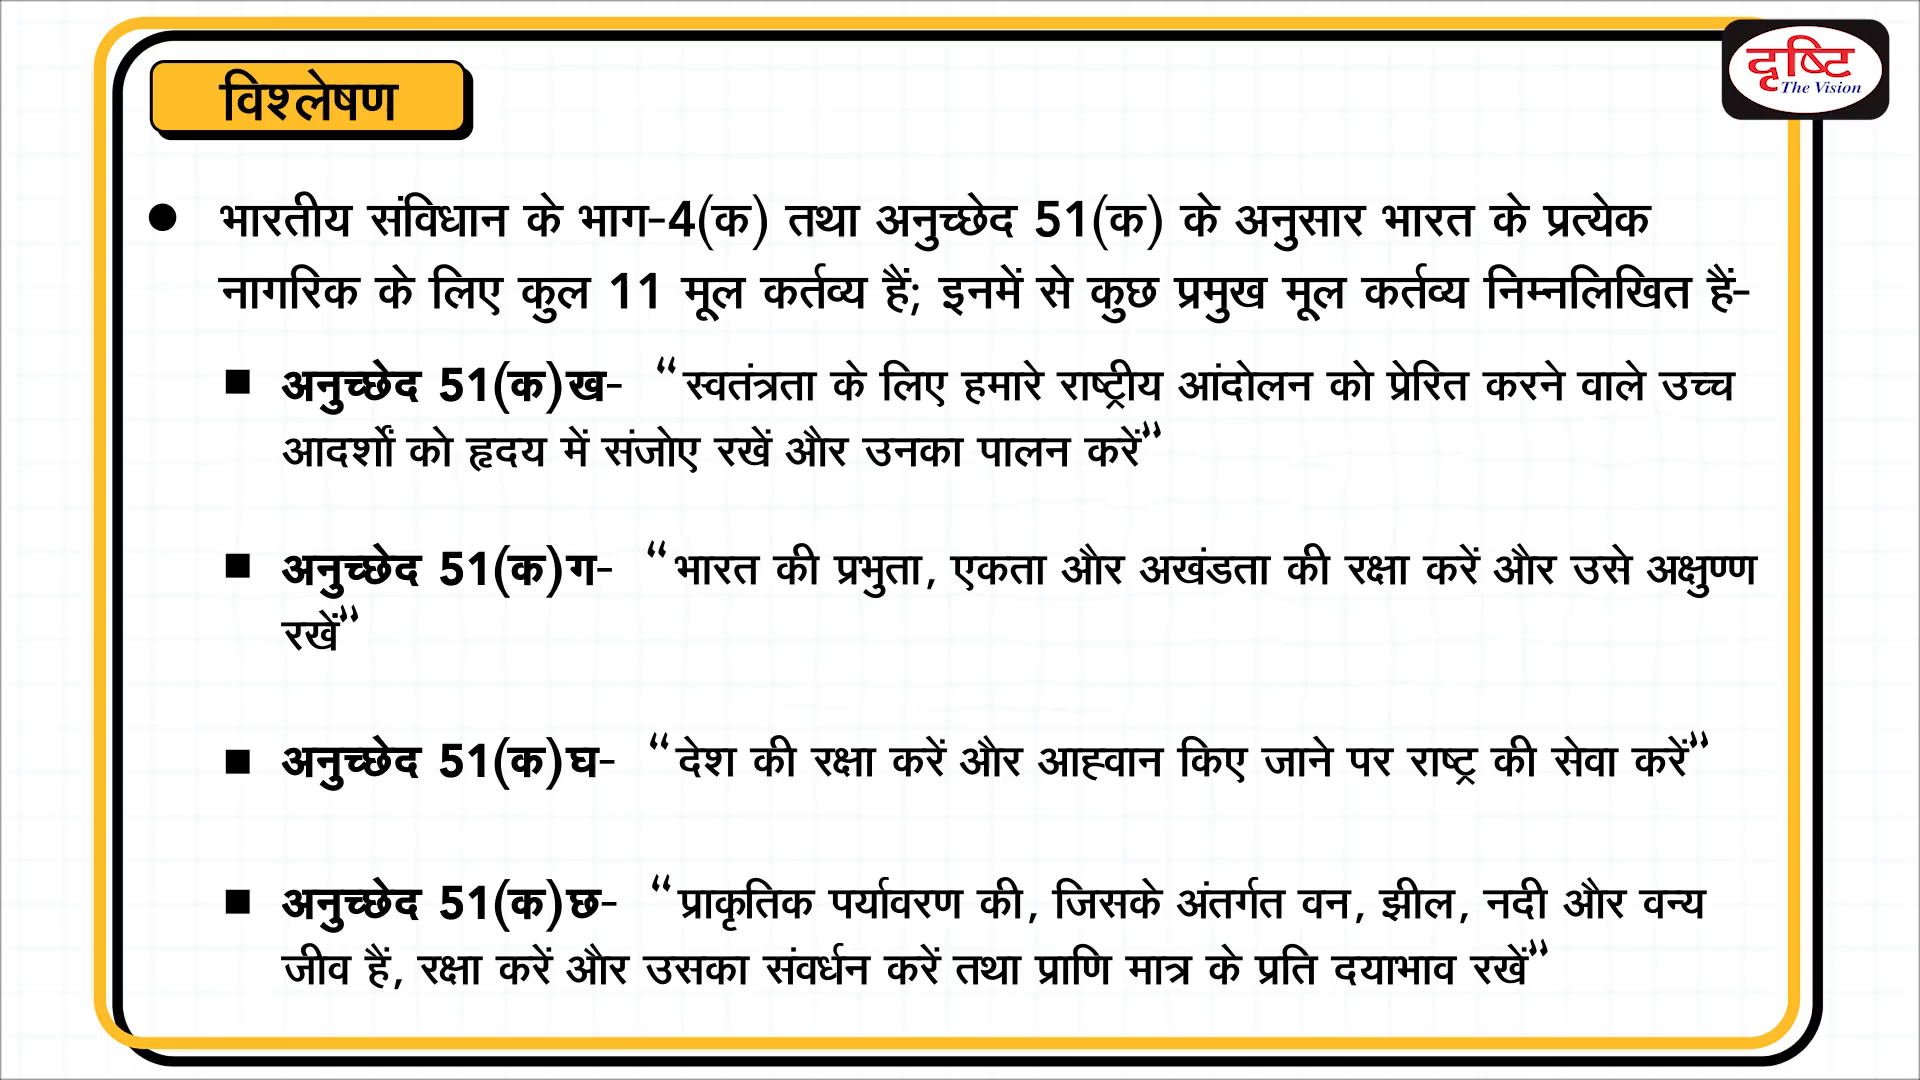 विश्लेषण
दृष्टि
The Vision
● भारतीय संविधान के भाग-4(क) तथा अनुच्छेद 51(क) के अनुसार भारत के प्रत्येक
नागरिक के लिए कुल 11 मूल कर्तव्य हैं; इनमें से कुछ प्रमुख मूल कर्तव्य निम्नलिखित हैं-
■ अनुच्छेद 51(क)ख- “स्वतंत्रता के लिए हमारे राष्ट्रीय आंदोलन को प्रेरित करने वाले उच्च
आदर्शों को हृदय में संजोए रखें और उनका पालन करें”
■ अनुच्छेद 51(क)ग- “भारत की प्रभुता, एकता और अखंडता की रक्षा करें और उसे अक्षुण्ण
रखें”
■ अनुच्छेद 51(क)घ- “देश की रक्षा करें और आह्वान किए जाने पर राष्ट्र की सेवा करें”
■ अनुच्छेद 51(क)छ- “प्राकृतिक पर्यावरण की, जिसके अंतर्गत वन, झील, नदी और वन्य
जीव हैं, रक्षा करें और उसका संवर्धन करें तथा प्राणि मात्र के प्रति दयाभाव रखें”